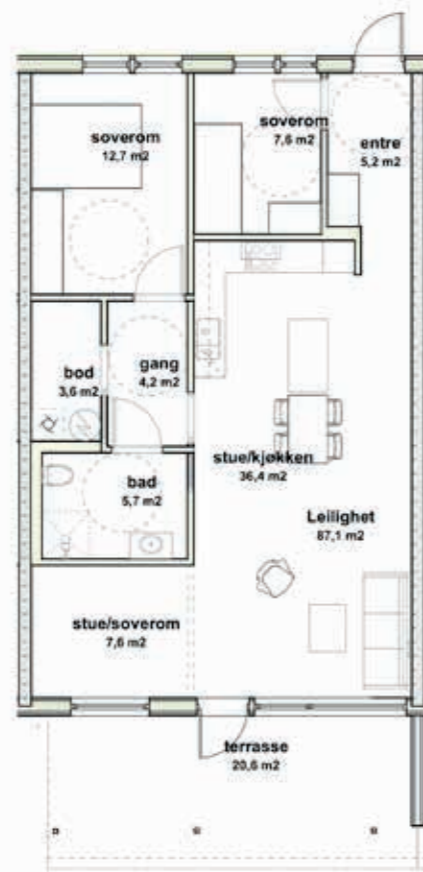 soverom
12,7 m2
soverom
7,6 m2
entre
5,2 m2
bod
3,6 m2
gang
4,2 m2
bad
5,7 m2
stue/kjøkken
36,4 m2
Leilighet
87,1 m2
stue/soverom
7,6 m2
terrasse
20,6 m2